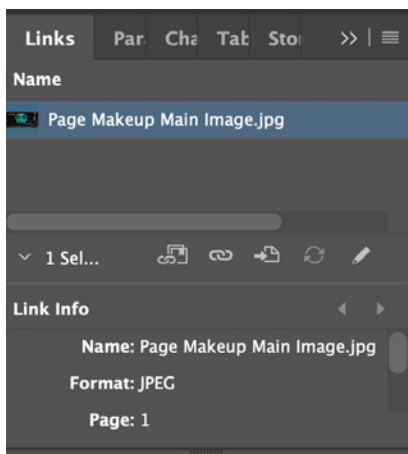 Links Par Cha Tab Sto
Name
Page Makeup Main Image.jpg
1 Sel...
Link Info
Name: Page Makeup Main Image.jpg
Format: JPEG
Page: 1